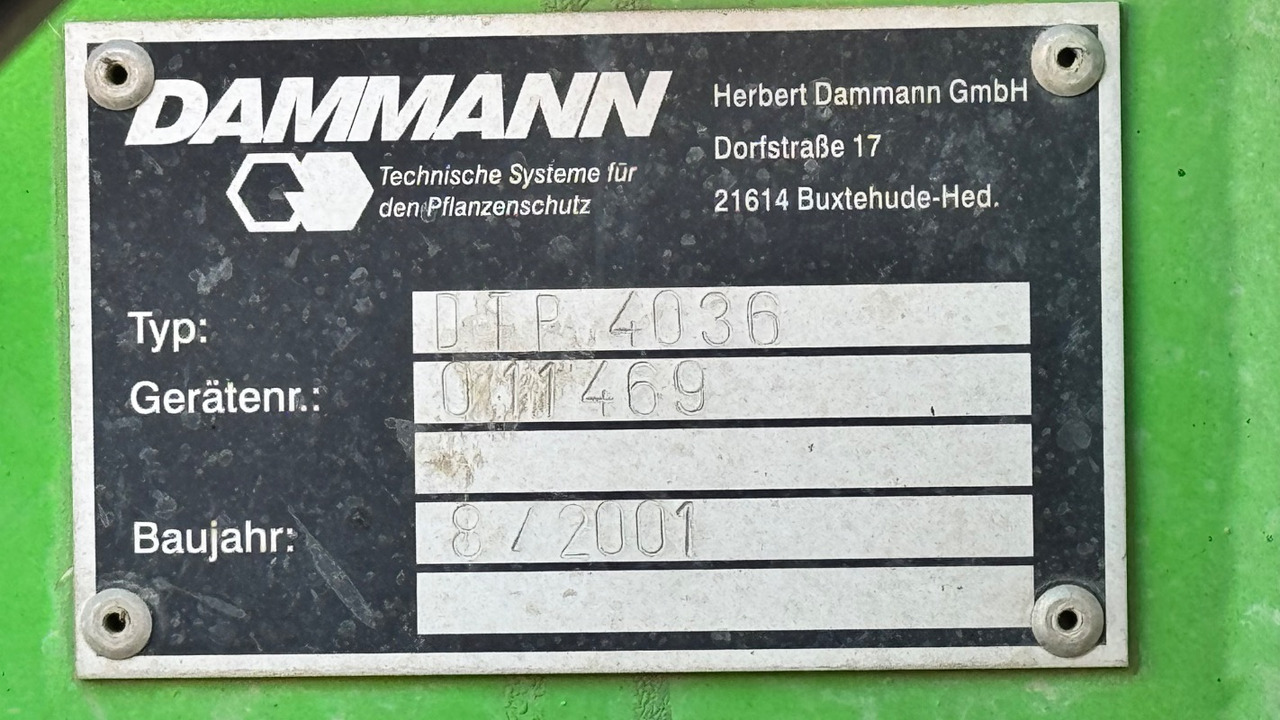 DAMMANN
Technische Systeme für
den Pflanzenschutz
Herbert Dammann GmbH
Dorfstraße 17
21614 Buxtehude-Hed.
Typ: DTP 4036
Gerätenr.: 011469
Baujahr: 8/2001